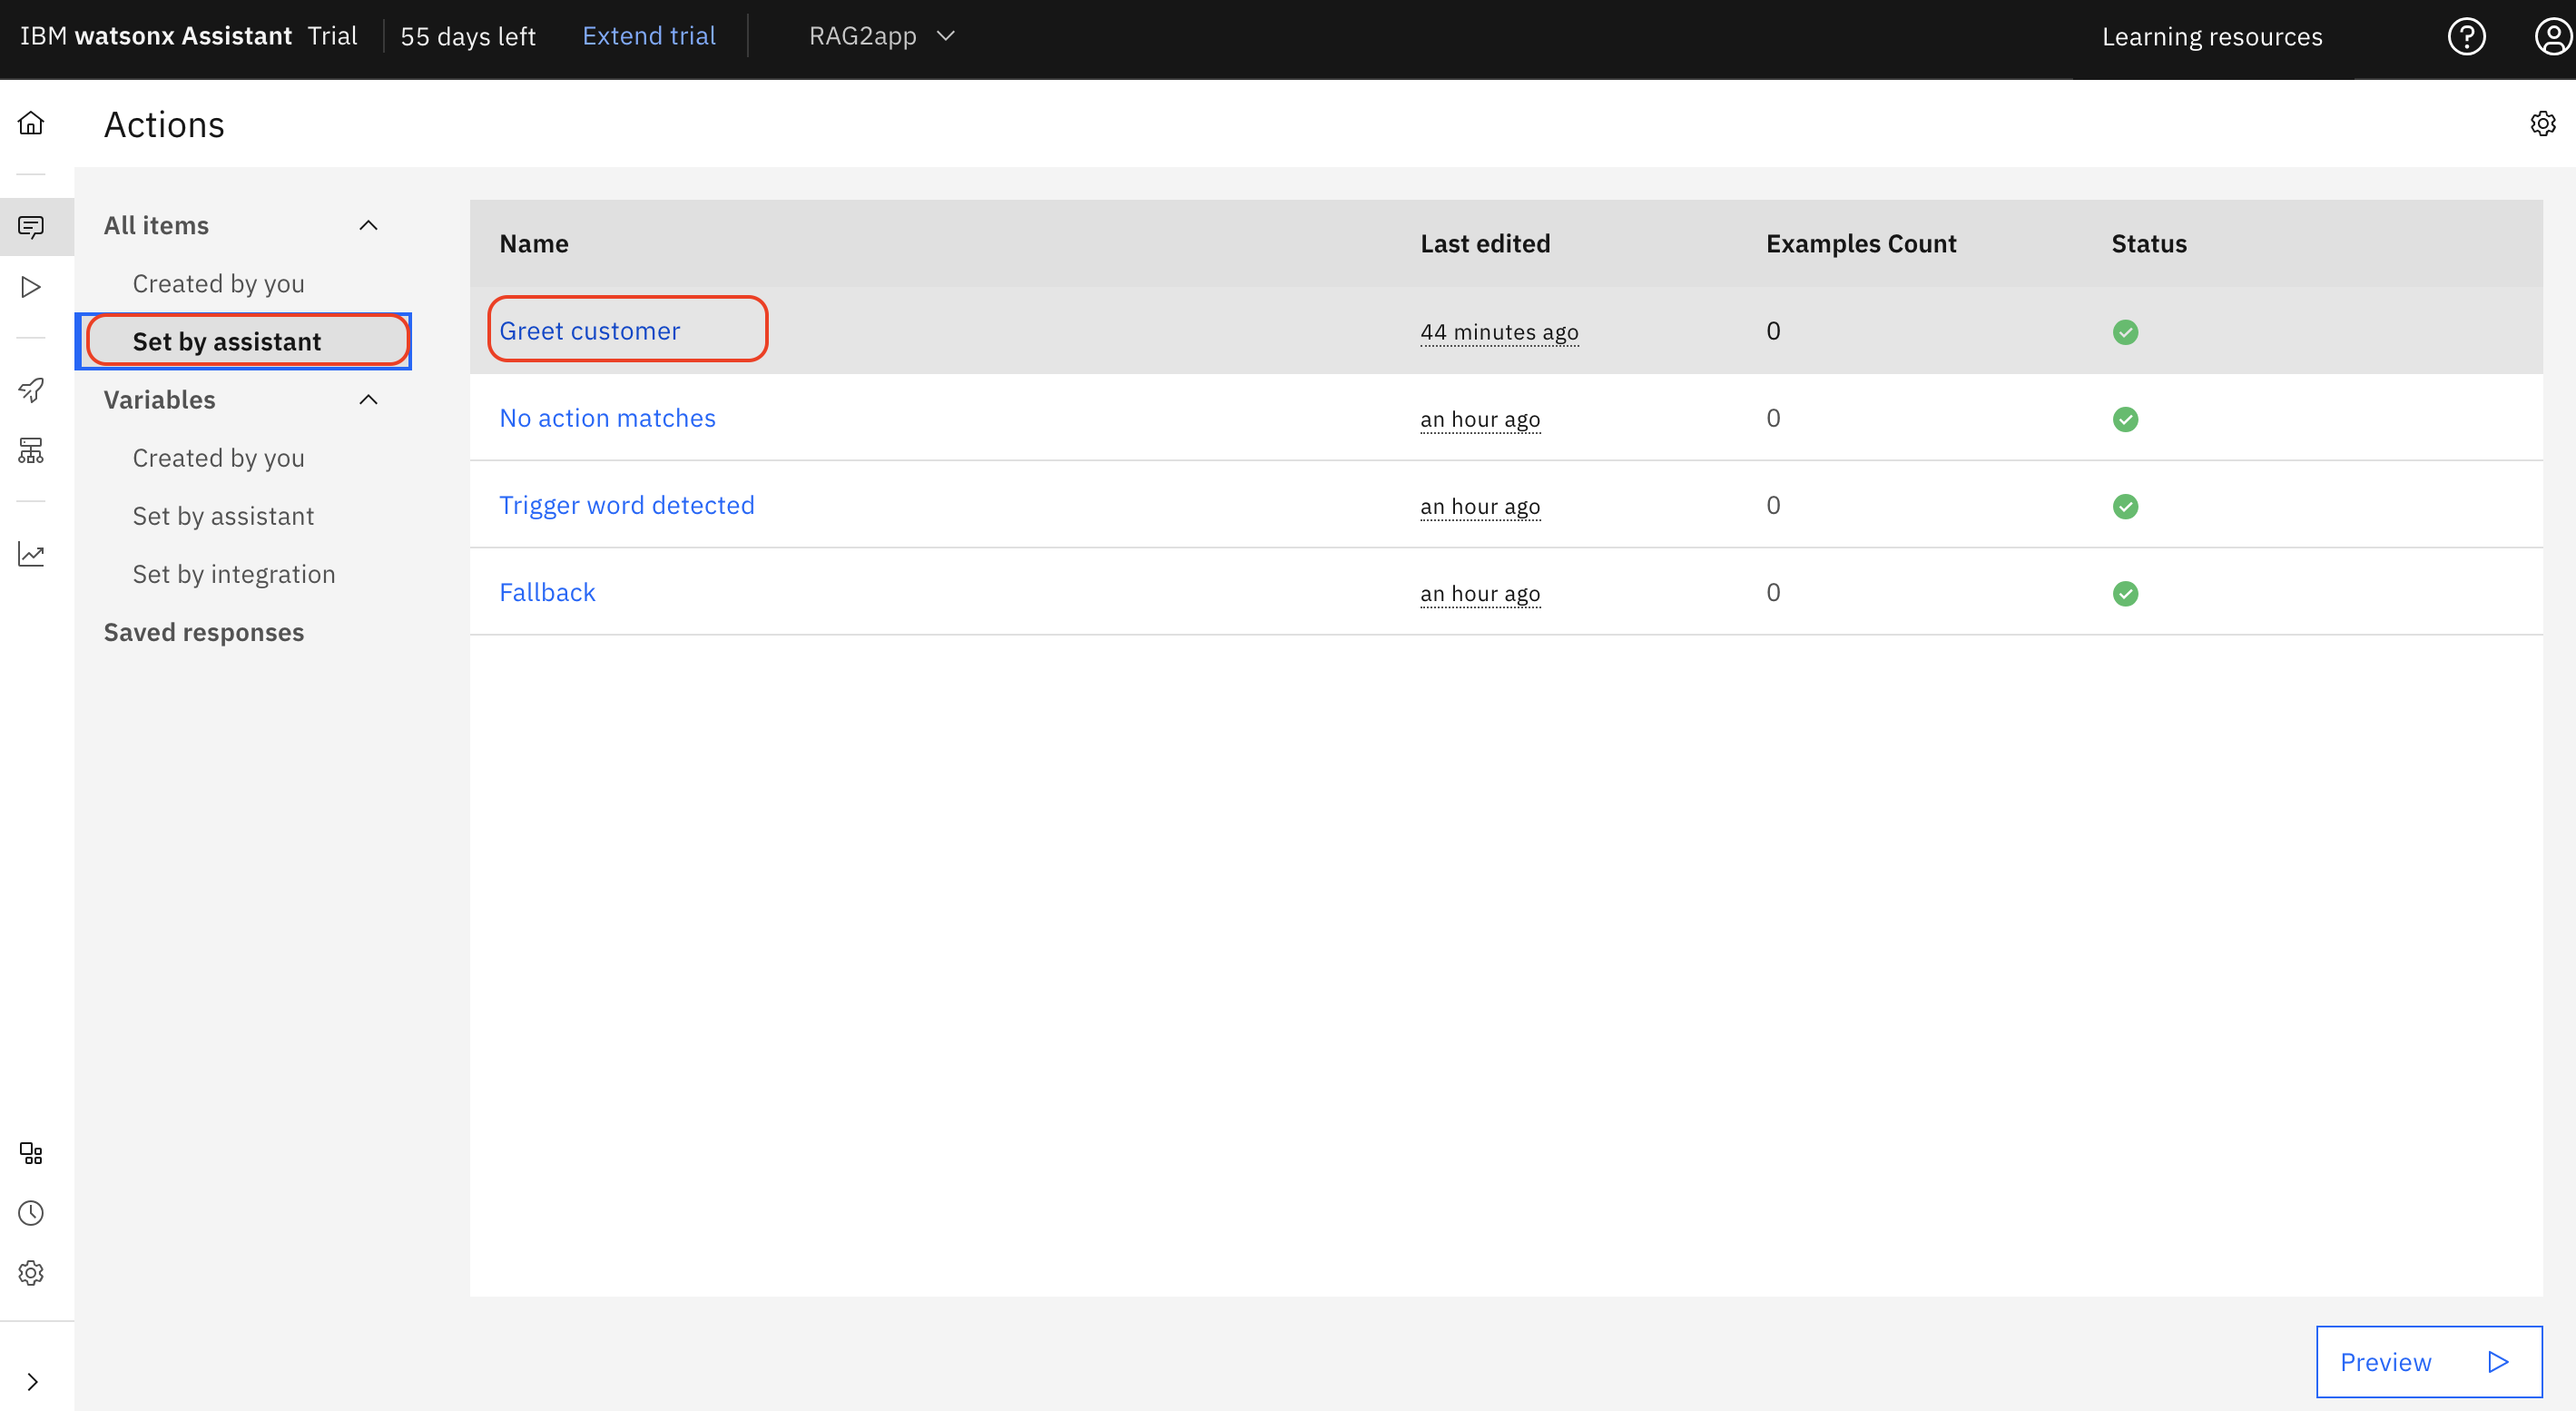 IBM watsonx Assistant Trial 55 days left Extend trial RAG2app Learning resources
Actions
All items
Created by you
Set by assistant
Variables
Created by you
Set by assistant
Set by integration
Saved responses
Name Last edited Examples Count Status
Greet customer 44 minutes ago 0
No action matches an hour ago 0
Trigger word detected an hour ago 0
Fallback an hour ago 0
Preview